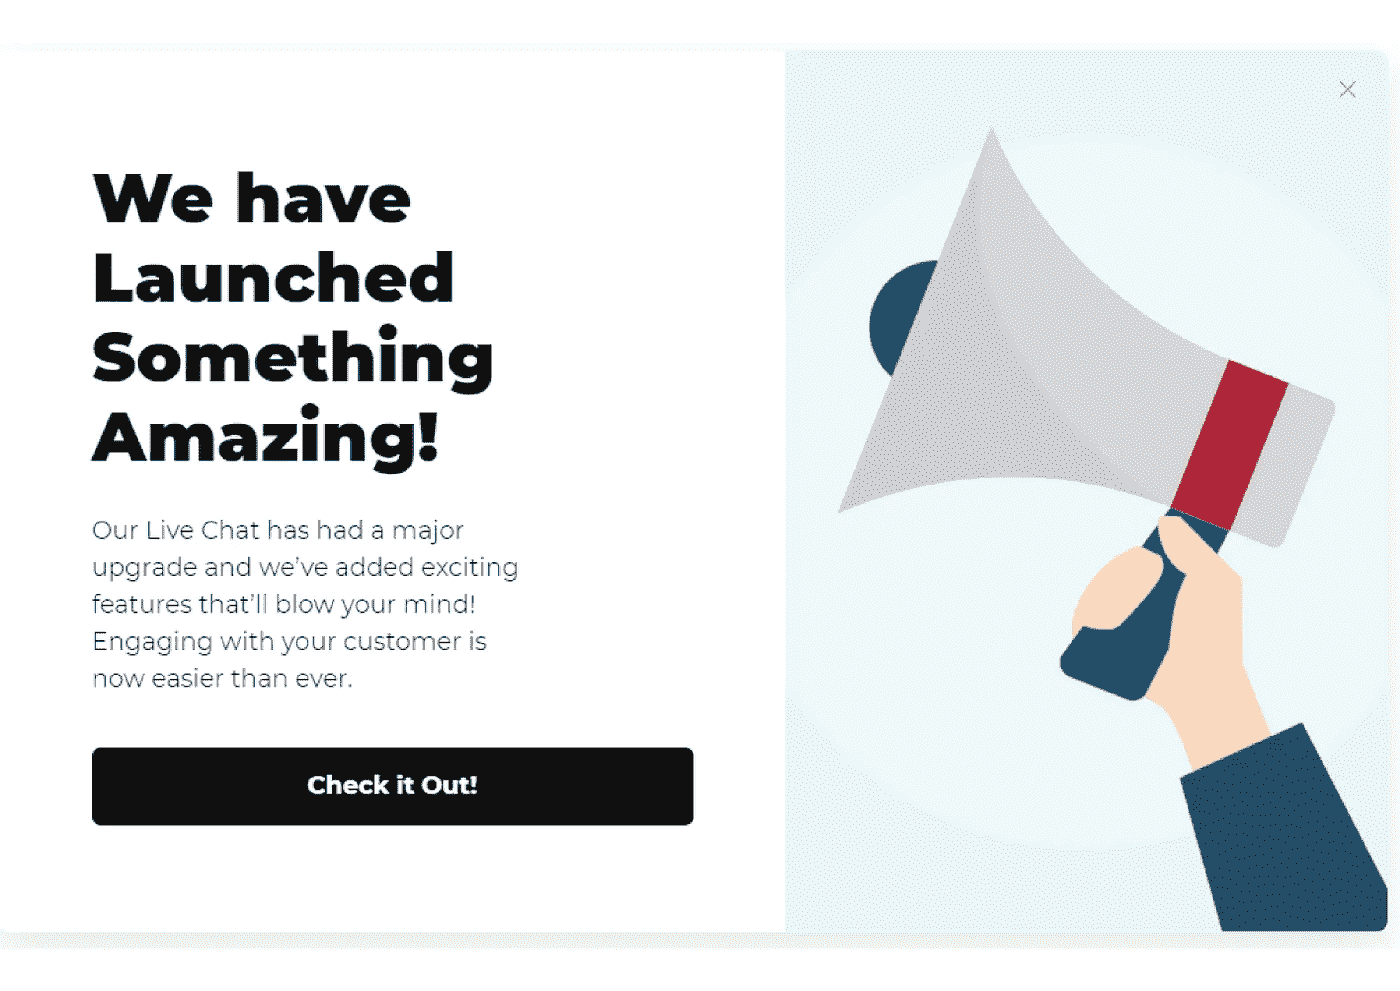 We have
Launched
Something
Amazing!
Our Live Chat has had a major
upgrade and we've added exciting
features that'll blow your mind!
Engaging with your customer is
now easier than ever.
Check it Out!